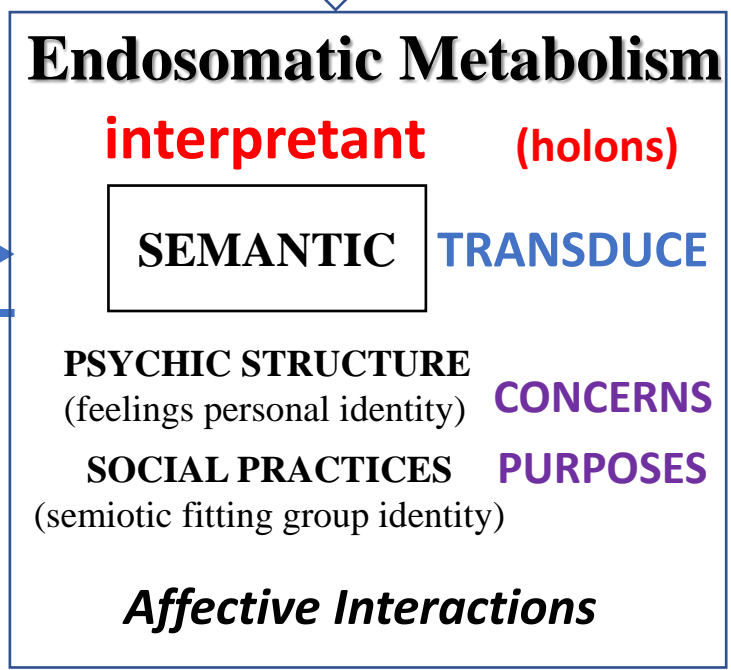 Endosomatic Metabolism
interpretant (holons)
SEMANTIC TRANSDUCE
PSYCHIC STRUCTURE
(feelings personal identity) CONCERNS
SOCIAL PRACTICES PURPOSES
(semiotic fitting group identity)
Affective Interactions